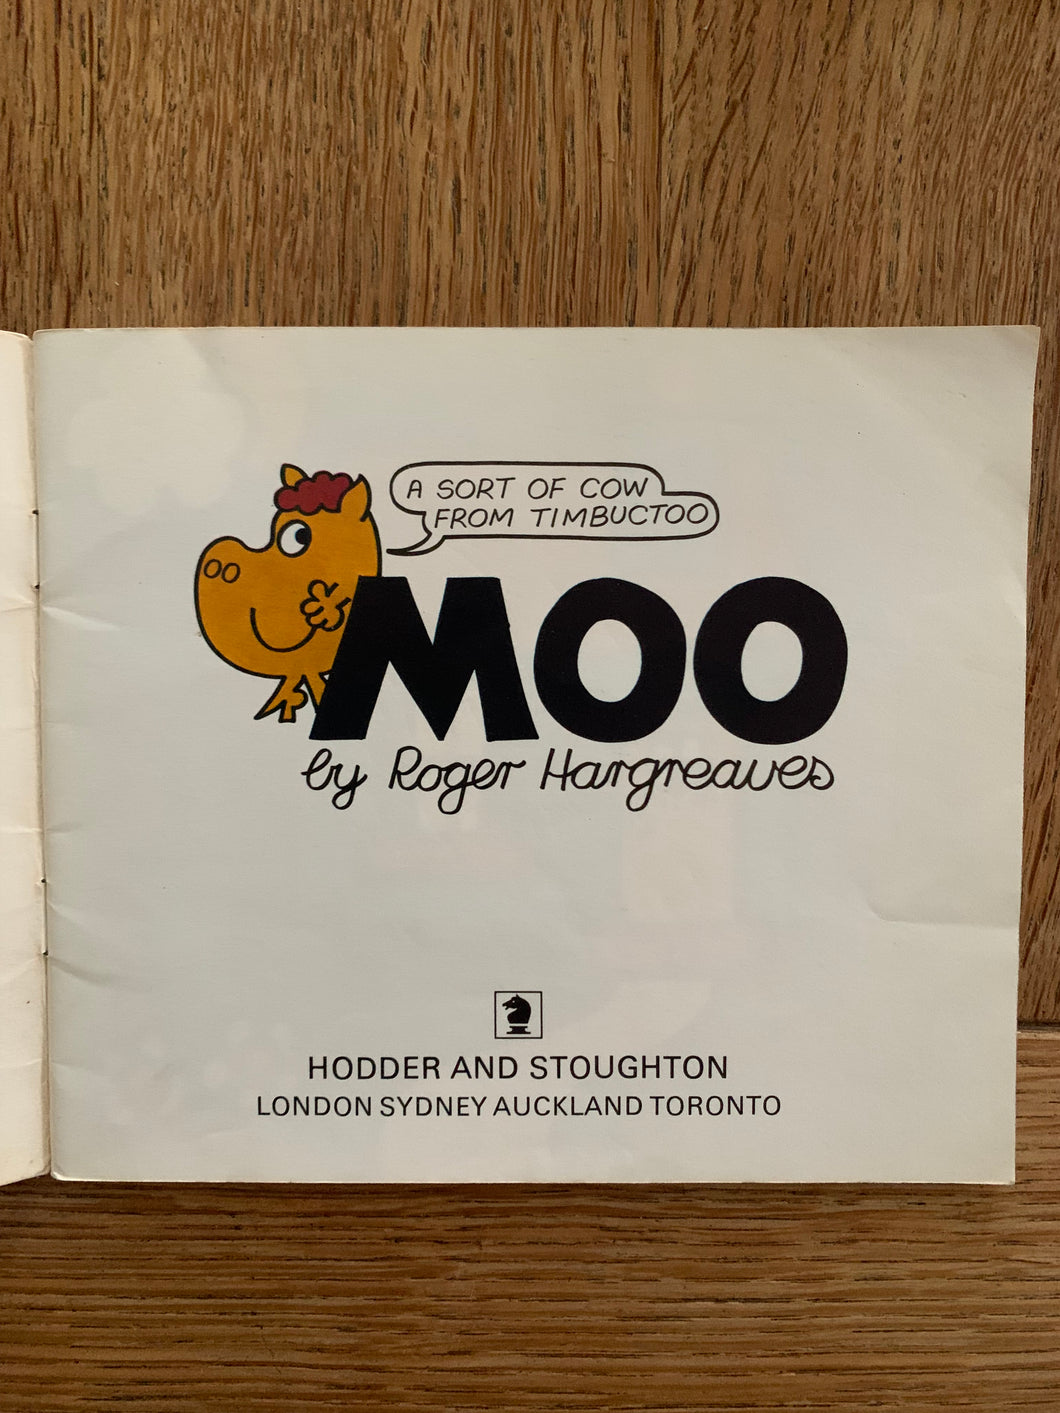 A SORT OF COW
FROM TIMBUCTOO
MOO
by Roger Hargreaves
HODDER AND STOUGHTON
LONDON SYDNEY AUCKLAND TORONTO